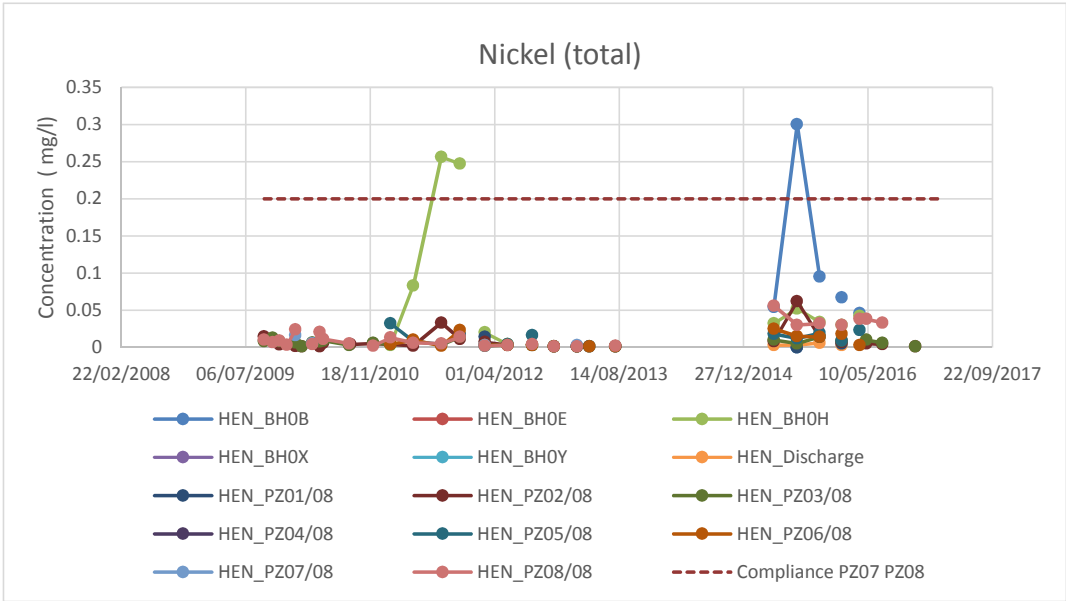 Nickel (total)
Concentration ( mg/l)
0.35
0.3
0.25
0.2
0.15
0.1
0.05
0
22/02/2008 06/07/2009 18/11/2010 01/04/2012 14/08/2013 27/12/2014 10/05/2016 22/09/2017
HEN_BH0B HEN_BH0E HEN_BH0H
HEN_BH0X HEN_BH0Y HEN_Discharge
HEN_PZ01/08 HEN_PZ02/08 HEN_PZ03/08
HEN_PZ04/08 HEN_PZ05/08 HEN_PZ06/08
HEN_PZ07/08 HEN_PZ08/08 Compliance PZ07 PZ08